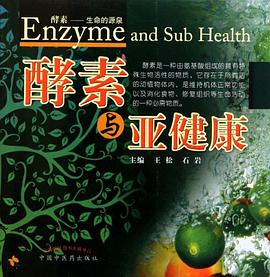 酵素——生命的源泉
Enzyme and Sub Health
酵素是一种由氨基酸组成的具有特
殊生物活性的物质，它存在于所有活
的动植物体内，是维持机体正常功能
以及消化食物、修复组织等生命活动
的一种必需物质。
酵素
与亚健康
主编 王松 石岩
中国中医药出版社